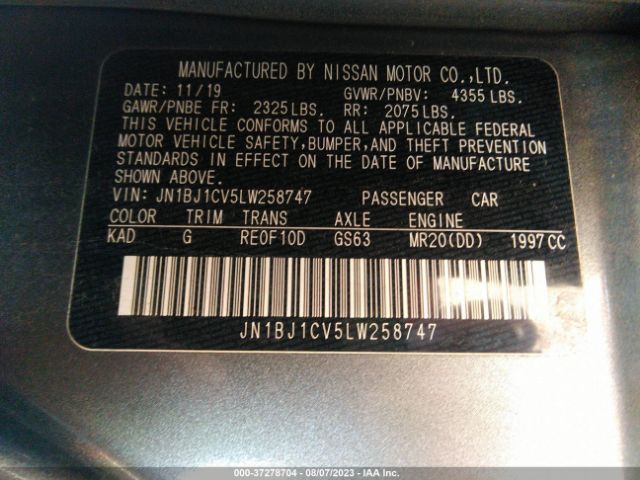 MANUFACTURED BY NISSAN MOTOR CO.,LTD.
DATE: 11/19 GVWR/PNBV: 4355 LBS.
GAWR/PNBE FR: 2325 LBS. RR: 2075 LBS.
THIS VEHICLE CONFORMS TO ALL APPLICABLE FEDERAL
MOTOR VEHICLE SAFETY,BUMPER,AND THEFT PREVENTION
STANDARDS IN EFFECT ON THE DATE OF MANUFACTURE
SHOWN ABOVE.
VIN: JN1BJ1CV5LW258747 PASSENGER CAR
COLOR TRIM TRANS AXLE ENGINE
KAD G RE0F10D GS63 MR20(DD) 1997CC
JN1BJ1CV5LW258747
000-37278704 - 08/07/2023 - IAA Inc.